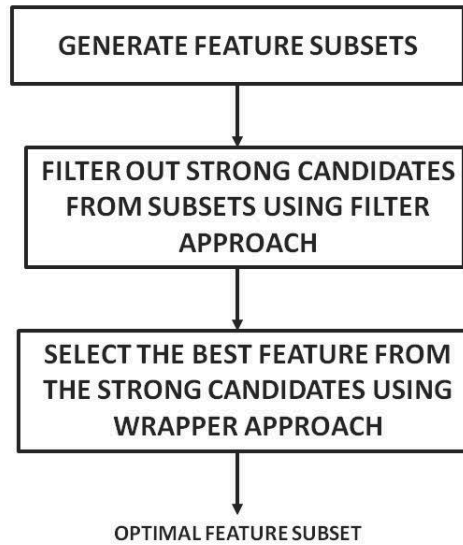 GENERATE FEATURE SUBSETS
FILTER OUT STRONG CANDIDATES
FROM SUBSETS USING FILTER
APPROACH
SELECT THE BEST FEATURE FROM
THE STRONG CANDIDATES USING
WRAPPER APPROACH
OPTIMAL FEATURE SUBSET